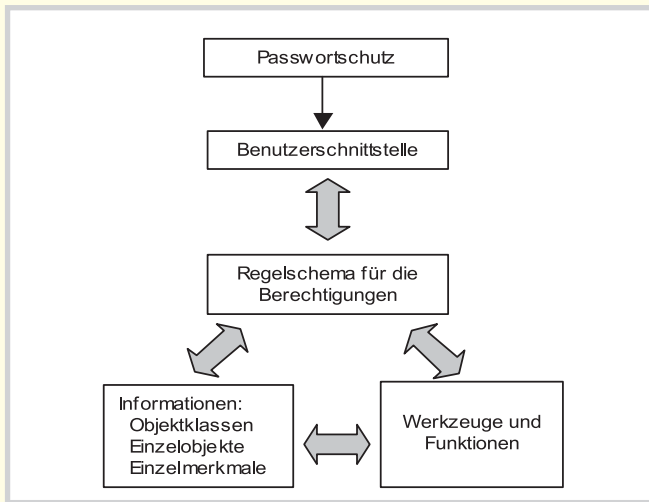 Passwortschutz
Benutzerschnittstelle
Regelschema für die
Berechtigungen
Informationen:
Objektklassen
Einzelobjekte
Einzelmerkmale
Werkzeuge und
Funktionen